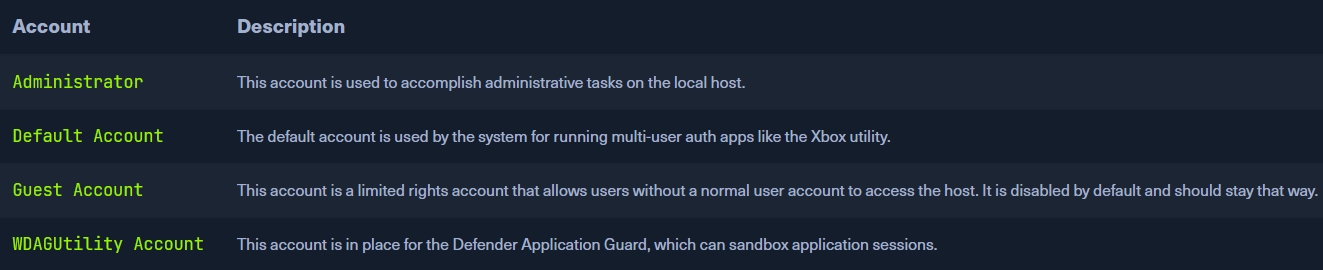 Account Description
Administrator This account is used to accomplish administrative tasks on the local host.
Default Account The default account is used by the system for running multi-user auth apps like the Xbox utility.
Guest Account This account is a limited rights account that allows users without a normal user account to access the host. It is disabled by default and should stay that way.
WDAGUtility Account This account is in place for the Defender Application Guard, which can sandbox application sessions.